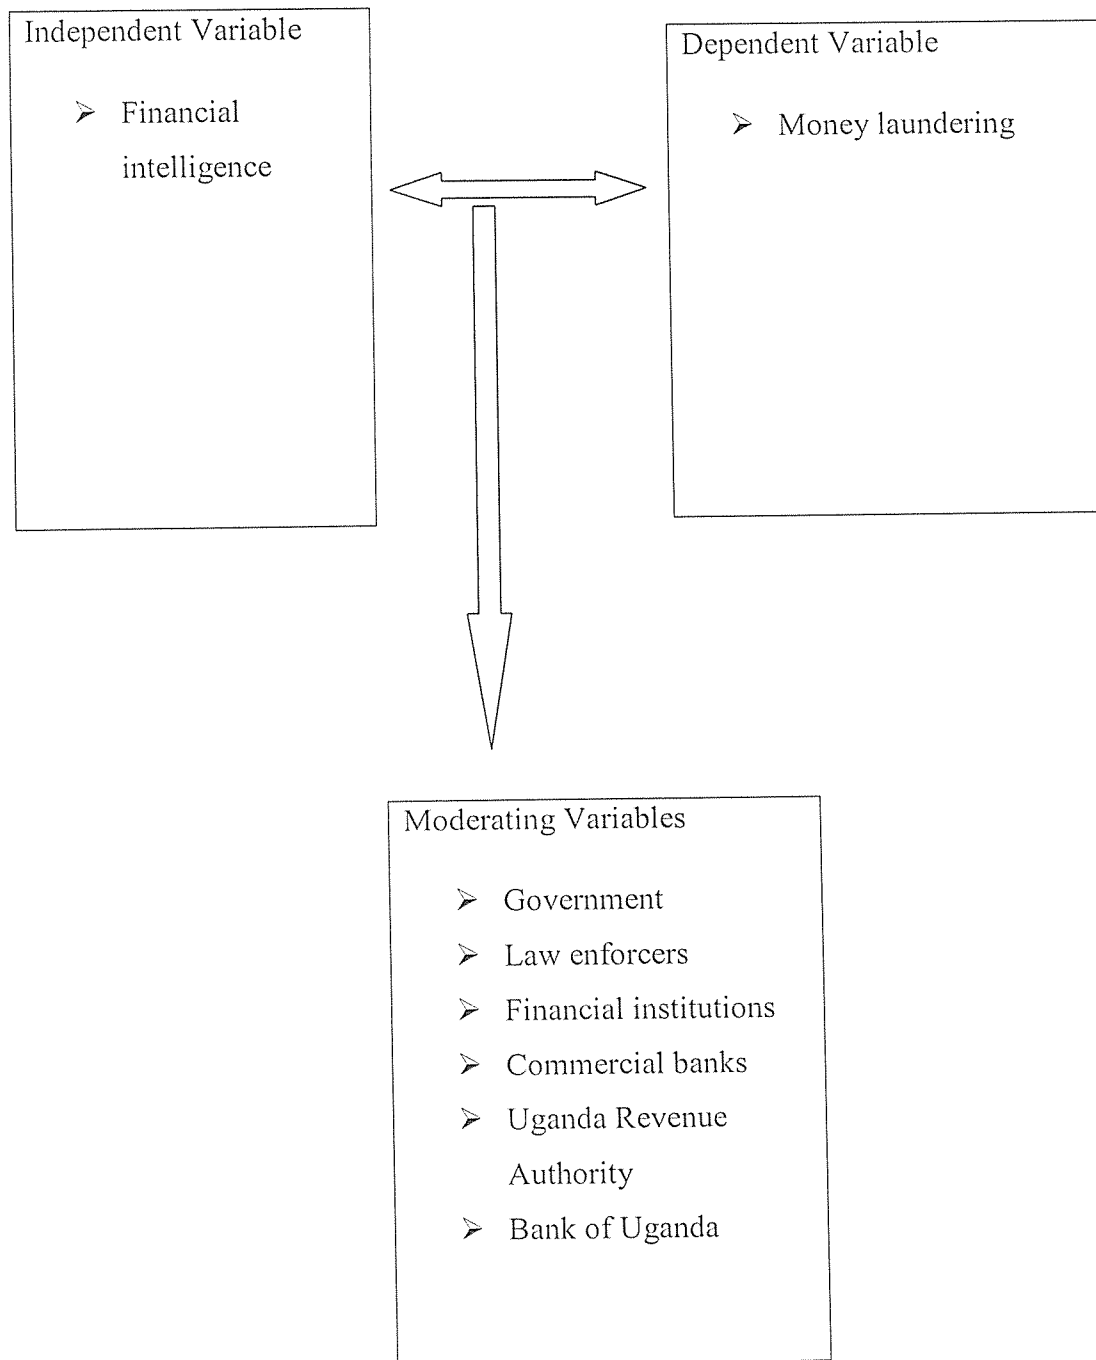 Independent Variable
➢ Financial
intelligence
Dependent Variable
➢ Money laundering
Moderating Variables
➢ Government
➢ Law enforcers
➢ Financial institutions
➢ Commercial banks
➢ Uganda Revenue
Authority
➢ Bank of Uganda